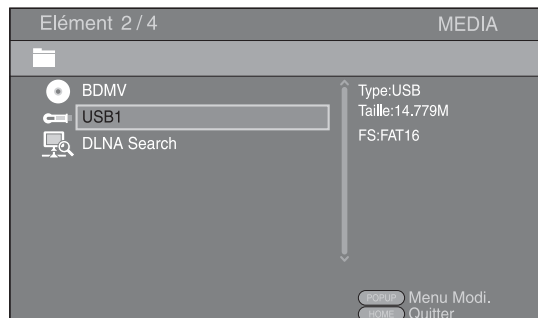 Elément 2/4 MEDIA
BDMV
USB1
DLNA Search
Type:USB
Taille:14.779M
FS:FAT16
POPUP Menu Modi.
HOME Quitter